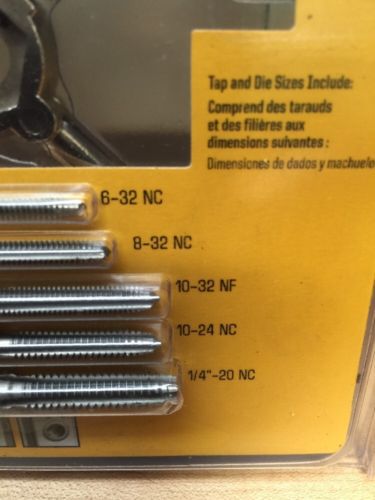 Tap and Die Sizes Include:
Comprend des tarauds
et des filières aux
dimensions suivantes :
Dimensiones de dados y machuelo
6-32 NC
8-32 NC
10-32 NF
10-24 NC
1/4"-20 NC